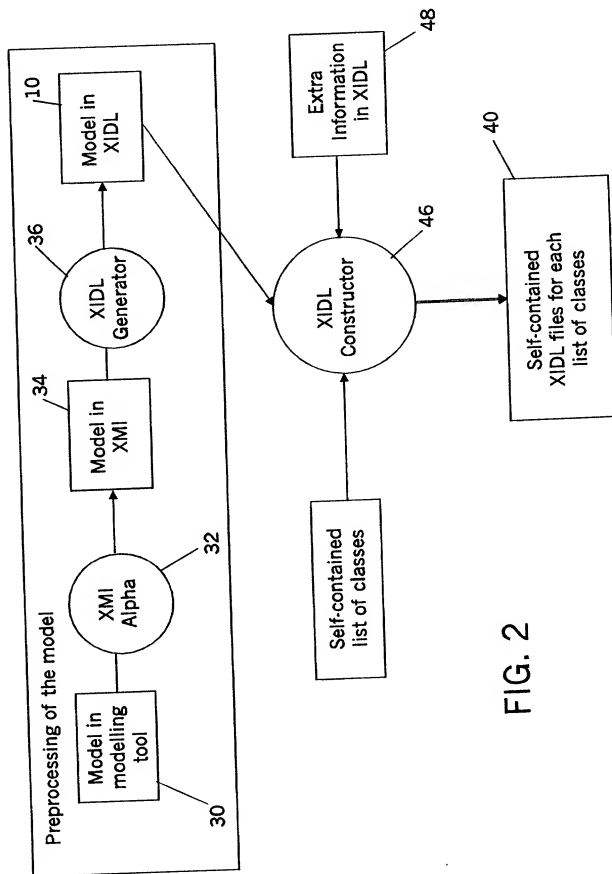 Preprocessing of the model
Model in
modelling
tool
30
XMI
Alpha
32
Model in
XMI
34
XIDL
Generator
36
Model in
XIDL
10
Self-contained
list of classes
XIDL
Constructor
46
Extra
Information
in XIDL
48
Self-contained
XIDL files for each
list of classes
40
FIG. 2